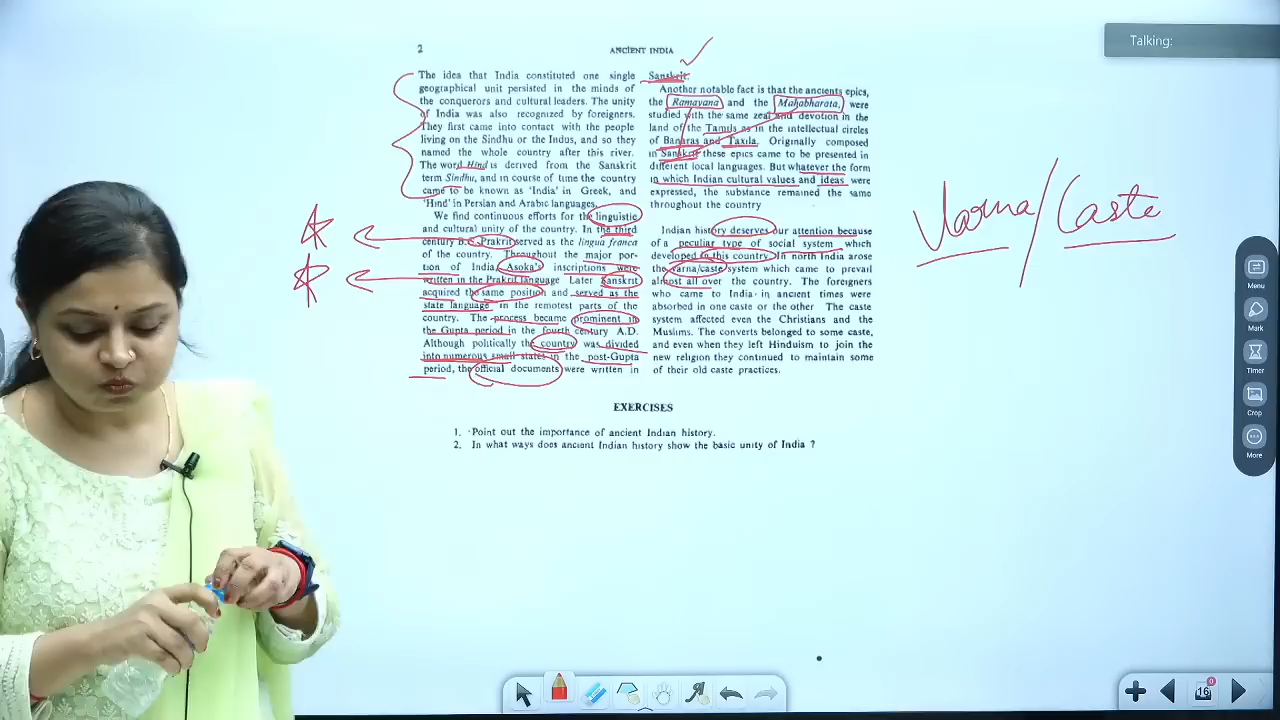 Talking:
2
ANCIENT INDIA
The idea that India constituted one single
geographical unit persisted in the minds of
the conquerors and cultural leaders. The unity
of India was also recognized by foreigners.
They first came into contact with the people
living on the Sindhu or the Indus, and so they
named the whole country after this river.
The word Hind is derived from the Sanskrit
term Sindhu, and in course of time the country
came to be known as 'India' in Greek, and
'Hind' in Persian and Arabic languages.
We find continuous efforts for the linguistic
and cultural unity of the country. In the third
century B.C. Prakrit served as the lingua franca
of the country. Throughout the major por-
tion of India, Asoka's inscriptions were
written in the Prakrit language Later Sanskrit
acquired the same position and served as the
state language in the remotest parts of the
country. The process became prominent in
the Gupta period in the fourth century A.D.
Although politically the country was divided
into numerous small states in the post-Gupta
period, the official documents were written in
Sanskrit.
Another notable fact is that the ancients epics,
the Ramayana and the Mahabharata, were
studied with the same zeal and devotion in the
land of the Tamils as in the intellectual circles
of Banaras and Taxila. Originally composed
in Sanskrit these epics came to be presented in
different local languages. But whatever the form
in which Indian cultural values and ideas were
expressed, the substance remained the same
throughout the country
Indian history deserves our attention because
of a peculiar type of social system which
developed in this country. In north India arose
the varna/caste system which came to prevail
almost all over the country. The foreigners
who came to India in ancient times were
absorbed in one caste or the other. The caste
system affected even the Christians and the
Muslims. The converts belonged to some caste,
and even when they left Hinduism to join the
new religion they continued to maintain some
of their old caste practices.
Varna/Caste
EXERCISES
1. Point out the importance of ancient Indian history.
2. In what ways does ancient Indian history show the basic unity of India ?
Menu
Mark
Timer
Crop
More
16